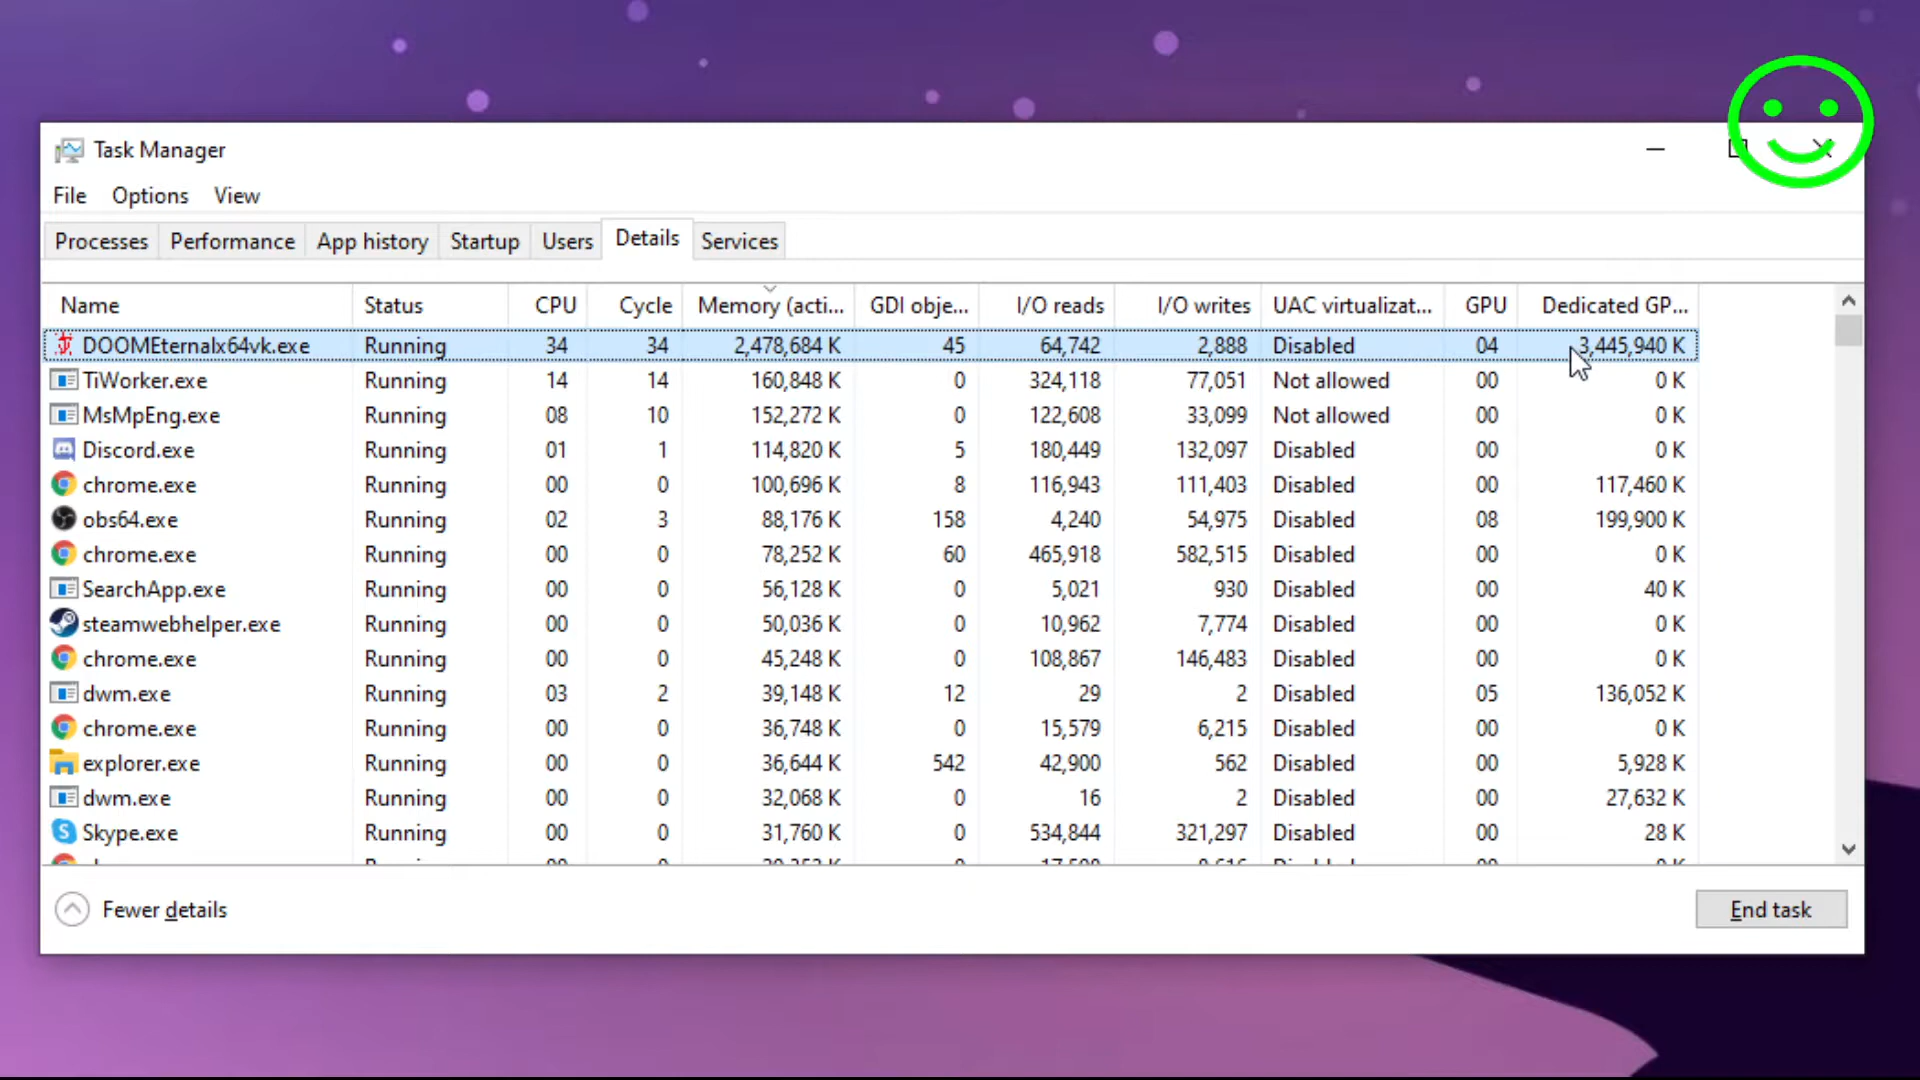 Task Manager
File Options View
Processes Performance App history Startup Users Details Services
Name Status CPU Cycle Memory (acti... GDI obje... I/O reads I/O writes UAC virtualizat... GPU Dedicated GP...
DOOMEternalx64vk.exe Running 34 34 2,478,684 K 45 64,742 2,888 Disabled 04 3,445,940 K
TiWorker.exe Running 14 14 160,848 K 0 324,118 77,051 Not allowed 00 0 K
MsMpEng.exe Running 08 10 152,272 K 0 122,608 33,099 Not allowed 00 0 K
Discord.exe Running 01 1 114,820 K 5 180,449 132,097 Disabled 00 0 K
chrome.exe Running 00 0 100,696 K 8 116,943 111,403 Disabled 00 117,460 K
obs64.exe Running 02 3 88,176 K 158 4,240 54,975 Disabled 08 199,900 K
chrome.exe Running 00 0 78,252 K 60 465,918 582,515 Disabled 00 0 K
SearchApp.exe Running 00 0 56,128 K 0 5,021 930 Disabled 00 40 K
steamwebhelper.exe Running 00 0 50,036 K 0 10,962 7,774 Disabled 00 0 K
chrome.exe Running 00 0 45,248 K 0 108,867 146,483 Disabled 00 0 K
dwm.exe Running 03 2 39,148 K 12 29 2 Disabled 05 136,052 K
chrome.exe Running 00 0 36,748 K 0 15,579 6,215 Disabled 00 0 K
explorer.exe Running 00 0 36,644 K 542 42,900 562 Disabled 00 5,928 K
dwm.exe Running 00 0 32,068 K 0 16 2 Disabled 00 27,632 K
Skype.exe Running 00 0 31,760 K 0 534,844 321,297 Disabled 00 28 K
Fewer details End task